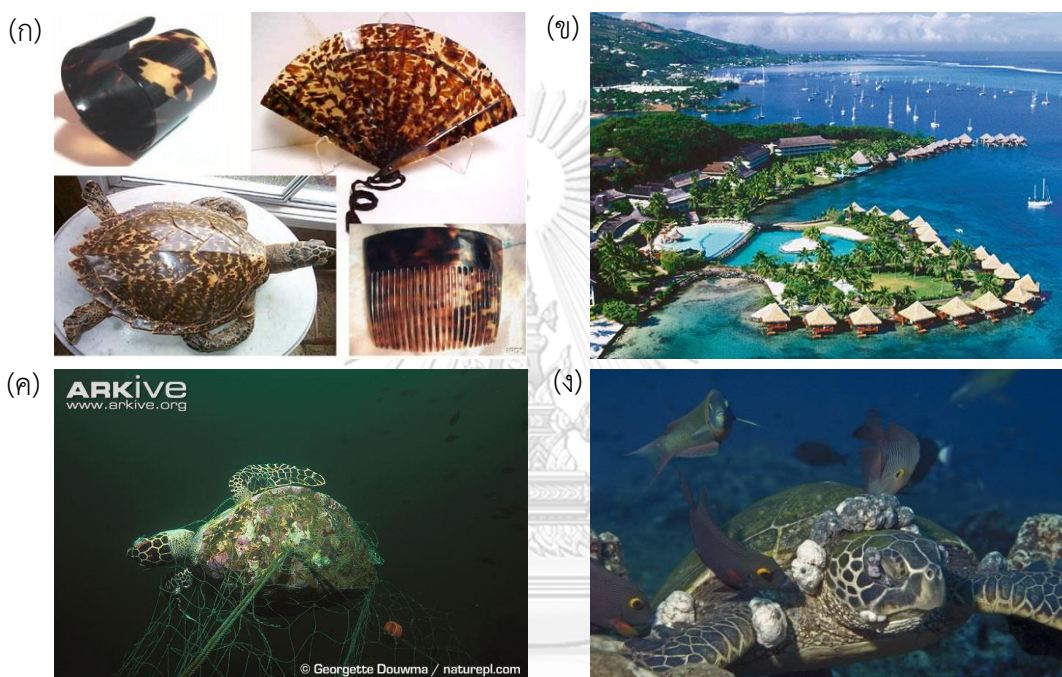 (ก)
(ข)
(ค)
ARKive
www.arkive.org
© Georgette Douwma / naturepl.com
(ง)